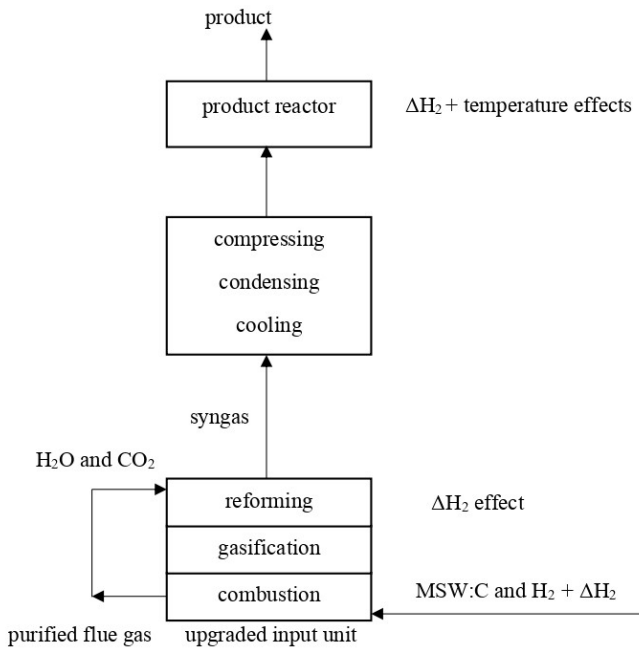 product
product reactor
ΔH₂ + temperature effects
compressing
condensing
cooling
syngas
H₂O and CO₂
reforming
ΔH₂ effect
gasification
combustion
MSW:C and H₂ + ΔH₂
purified flue gas
upgraded input unit